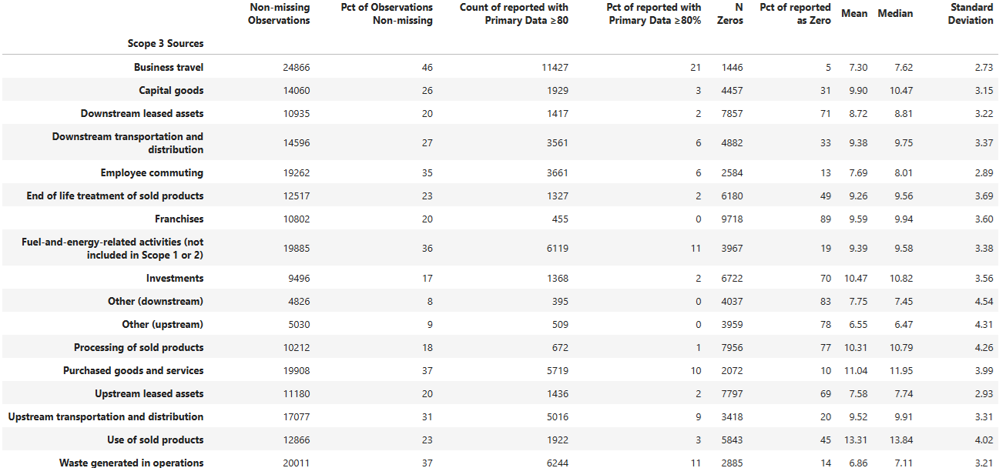 Non-missing Observations Pct of Observations Non-missing Count of reported with Primary Data ≥80 Pct of reported with Primary Data ≥80% N Zeros Pct of reported as Zero Mean Median Standard Deviation
Scope 3 Sources
Business travel 24866 46 11427 21 1446 5 7.30 7.62 2.73
Capital goods 14060 26 1929 3 4457 31 9.90 10.47 3.15
Downstream leased assets 10935 20 1417 2 7857 71 8.72 8.81 3.22
Downstream transportation and distribution 14596 27 3561 6 4882 33 9.38 9.75 3.37
Employee commuting 19262 35 3661 6 2584 13 7.69 8.01 2.89
End of life treatment of sold products 12517 23 1327 2 6180 49 9.26 9.56 3.69
Franchises 10802 20 455 0 9718 89 9.59 9.94 3.60
Fuel-and-energy-related activities (not included in Scope 1 or 2) 19885 36 6119 11 3967 19 9.39 9.58 3.38
Investments 9496 17 1368 2 6722 70 10.47 10.82 3.56
Other (downstream) 4826 8 395 0 4037 83 7.75 7.45 4.54
Other (upstream) 5030 9 509 0 3959 78 6.55 6.47 4.31
Processing of sold products 10212 18 672 1 7956 77 10.31 10.79 4.26
Purchased goods and services 19908 37 5719 10 2072 10 11.04 11.95 3.99
Upstream leased assets 11180 20 1436 2 7797 69 7.58 7.74 2.93
Upstream transportation and distribution 17077 31 5016 9 3418 20 9.52 9.91 3.31
Use of sold products 12866 23 1922 3 5843 45 13.31 13.84 4.02
Waste generated in operations 20011 37 6244 11 2885 14 6.86 7.11 3.21